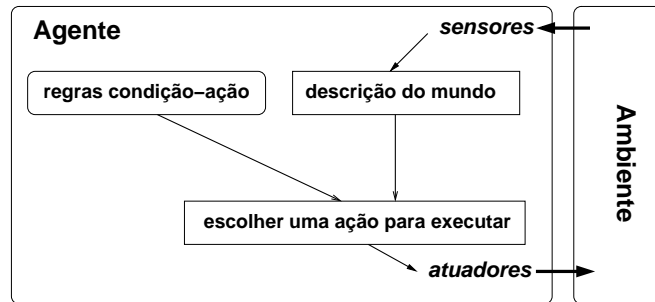 Agente
sensores
regras condição–ação
descrição do mundo
Ambiente
escolher uma ação para executar
atuadores